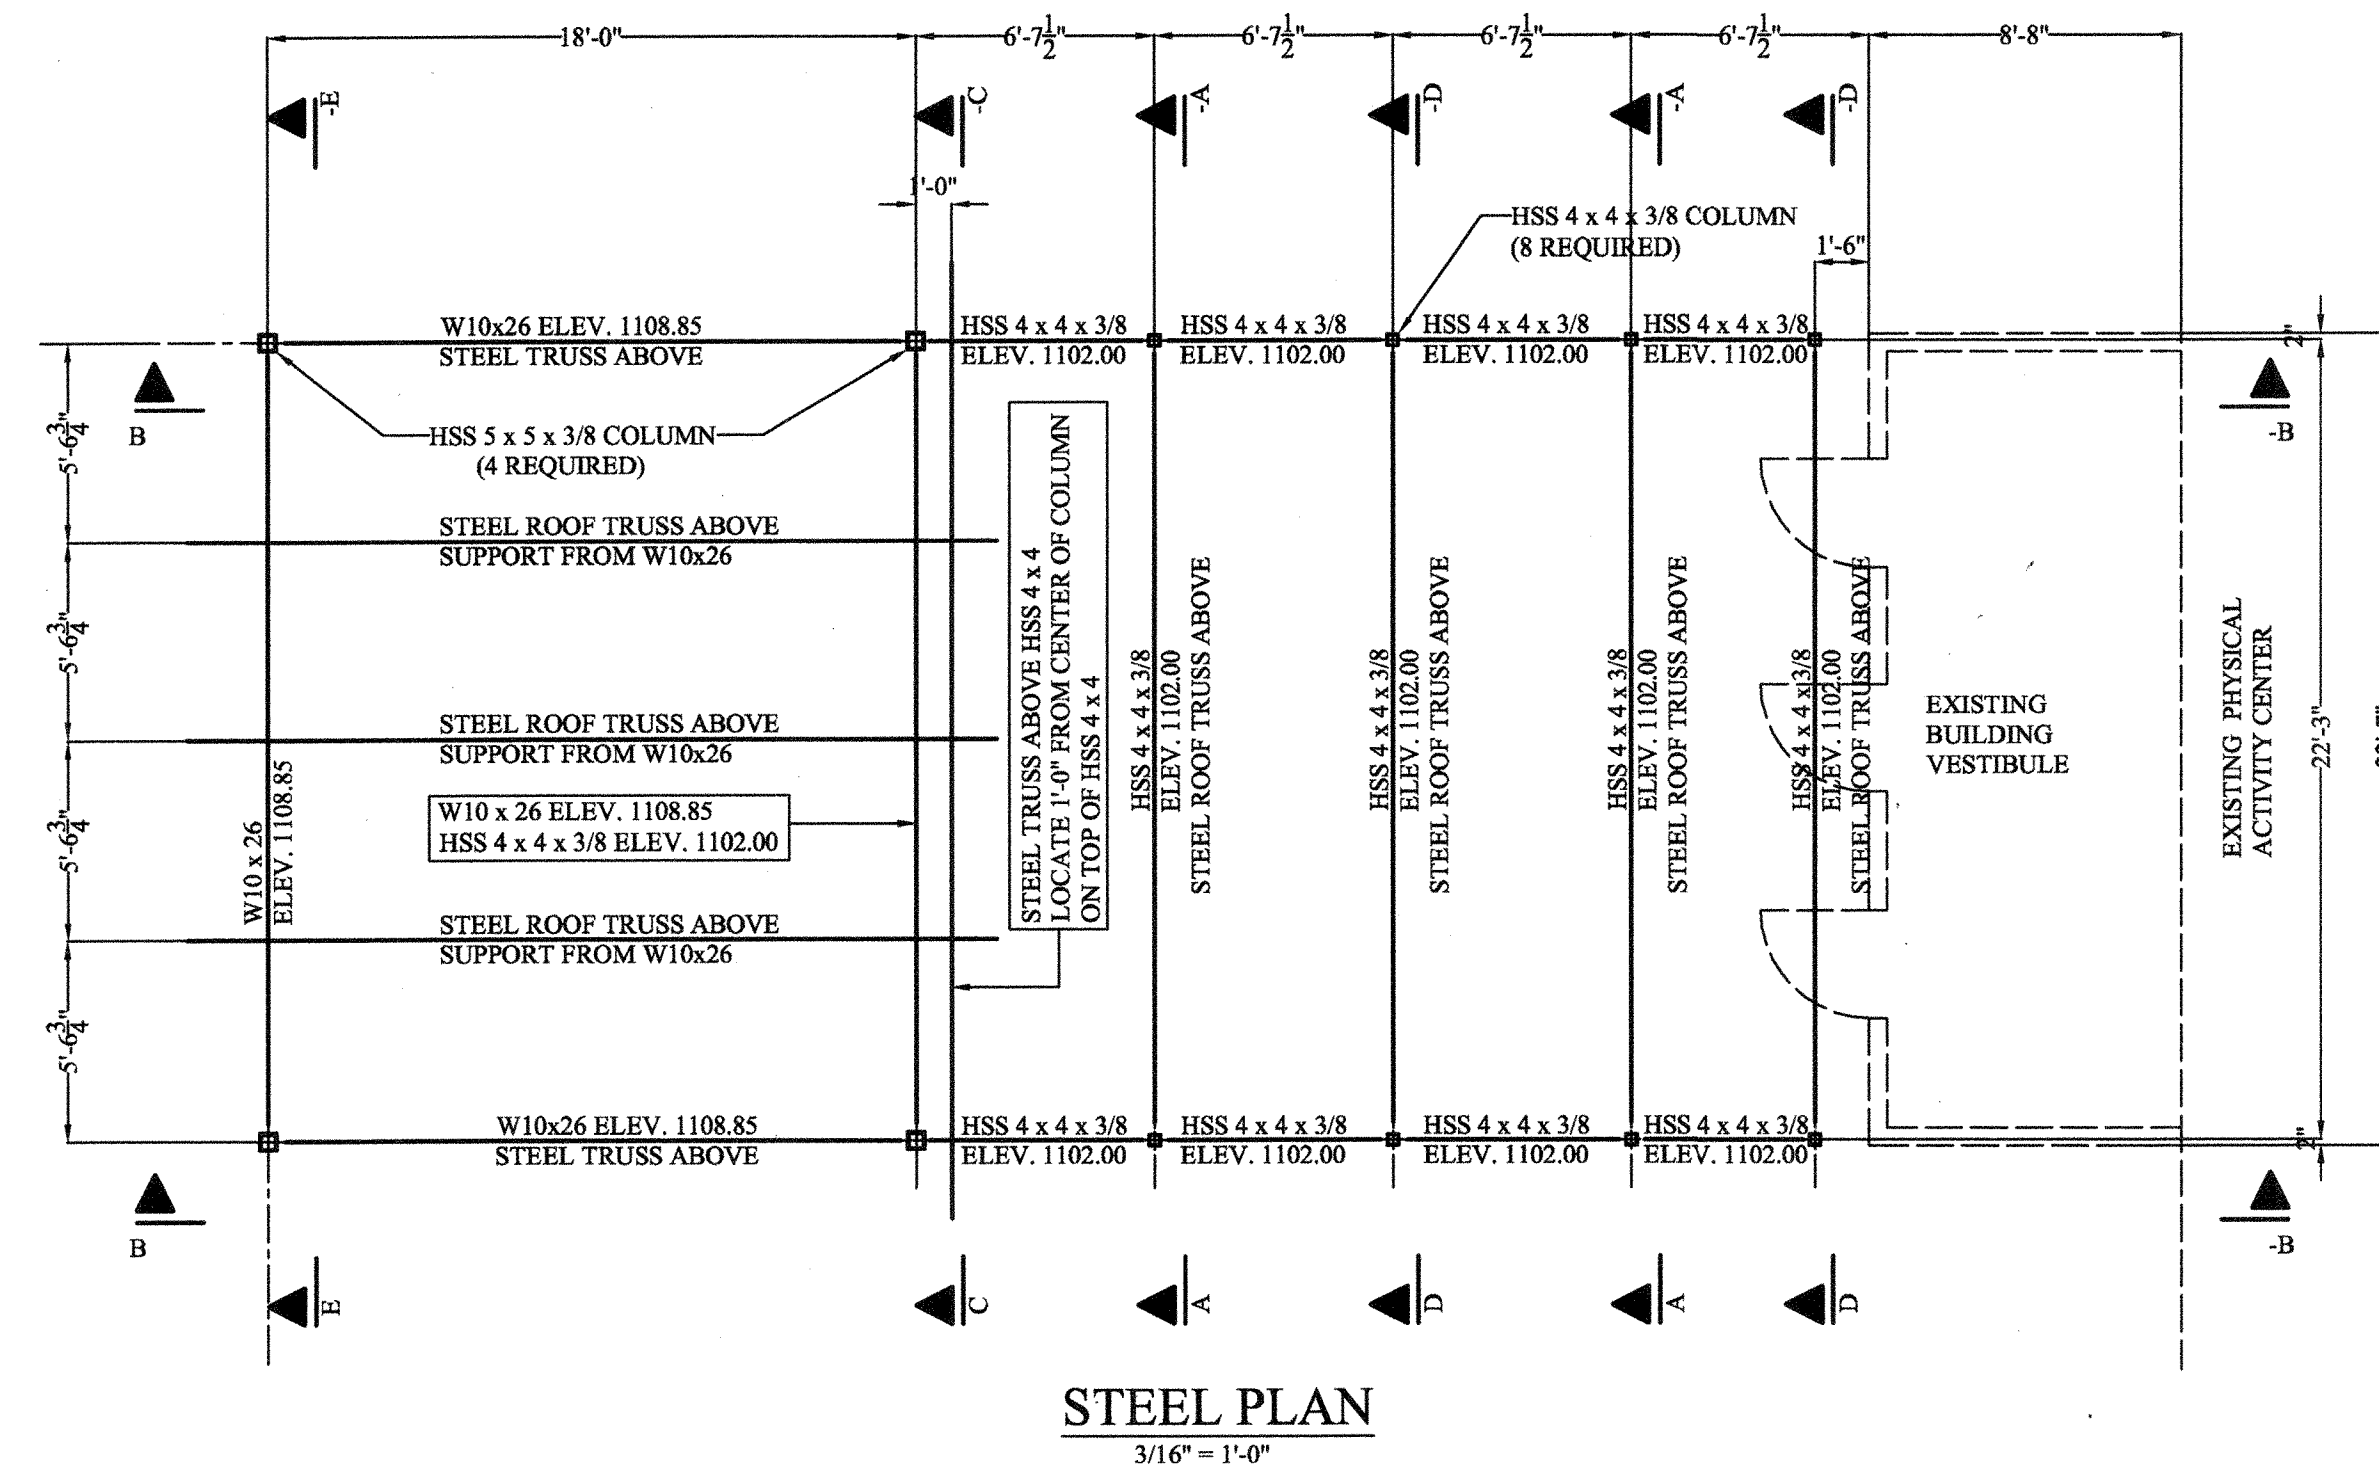 18'-0"
6'-7 1/2"
6'-7 1/2"
6'-7 1/2"
6'-7 1/2"
8'-8"
-E
-C
-A
-D
-A
-D
1'-0"
HSS 4 x 4 x 3/8 COLUMN
(8 REQUIRED)
1'-6"
W10x26 ELEV. 1108.85
STEEL TRUSS ABOVE
HSS 4 x 4 x 3/8
ELEV. 1102.00
HSS 4 x 4 x 3/8
ELEV. 1102.00
HSS 4 x 4 x 3/8
ELEV. 1102.00
HSS 4 x 4 x 3/8
ELEV. 1102.00
2"
B
-B
5'-6 3/4"
5'-6 3/4"
5'-6 3/4"
5'-6 3/4"
HSS 5 x 5 x 3/8 COLUMN
(4 REQUIRED)
STEEL ROOF TRUSS ABOVE
SUPPORT FROM W10x26
STEEL ROOF TRUSS ABOVE
SUPPORT FROM W10x26
W10 x 26
ELEV. 1108.85
W10 x 26 ELEV. 1108.85
HSS 4 x 4 x 3/8 ELEV. 1102.00
STEEL ROOF TRUSS ABOVE
SUPPORT FROM W10x26
STEEL TRUSS ABOVE HSS 4 x 4
LOCATE 1'-0" FROM CENTER OF COLUMN
ON TOP OF HSS 4 x 4
HSS 4 x 4 x 3/8
ELEV. 1102.00
STEEL ROOF TRUSS ABOVE
HSS 4 x 4 x 3/8
ELEV. 1102.00
STEEL ROOF TRUSS ABOVE
HSS 4 x 4 x 3/8
ELEV. 1102.00
STEEL ROOF TRUSS ABOVE
HSS 4 x 4 x 3/8
ELEV. 1102.00
STEEL ROOF TRUSS ABOVE
EXISTING
BUILDING
VESTIBULE
EXISTING PHYSICAL
ACTIVITY CENTER
22'-3"
W10x26 ELEV. 1108.85
STEEL TRUSS ABOVE
HSS 4 x 4 x 3/8
ELEV. 1102.00
HSS 4 x 4 x 3/8
ELEV. 1102.00
HSS 4 x 4 x 3/8
ELEV. 1102.00
HSS 4 x 4 x 3/8
ELEV. 1102.00
2"
B
-B
E
C
A
D
A
D
STEEL PLAN
3/16" = 1'-0"